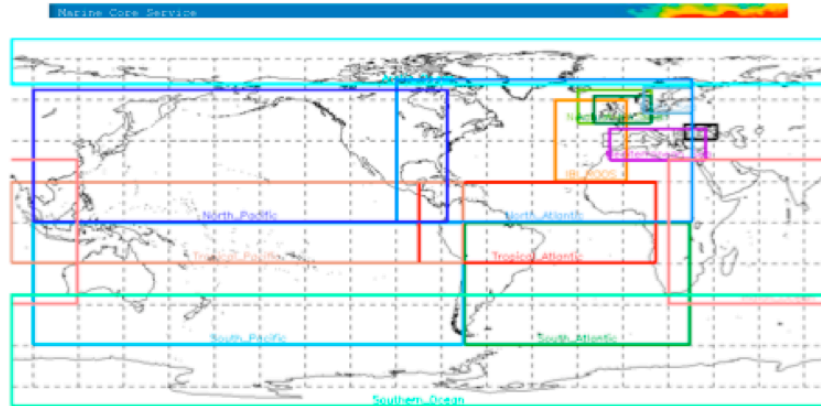 Marine Core Service
IBI_ROOS
North_Pacific
North_Atlantic
Tropical_Pacific
Tropical_Atlantic
South_Pacific
South_Atlantic
Southern_Ocean